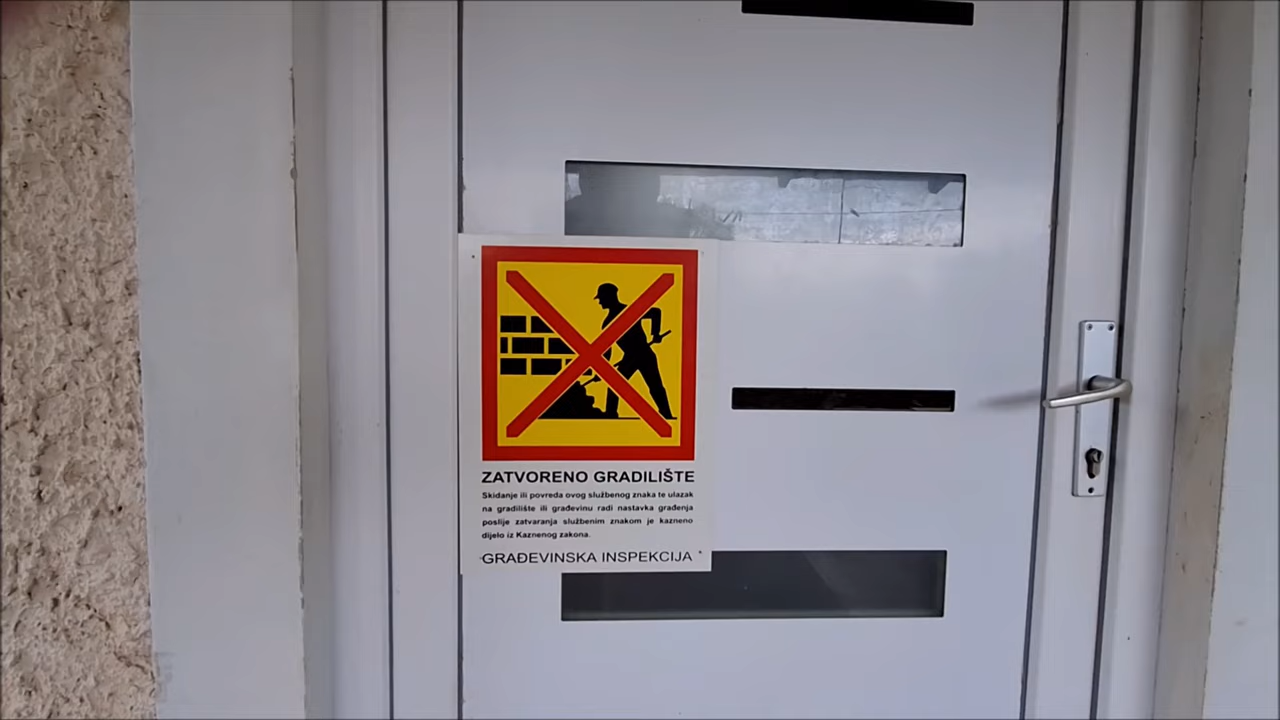 ZATVORENO GRADILIŠTE
Skidanje ili povreda ovog službenog znaka te ulazak
na gradilište ili građevinu radi nastavka građenja
poslije zatvaranja službenim znakom je kazneno
dijelo iz Kaznenog zakona.
GRAĐEVINSKA INSPEKCIJA